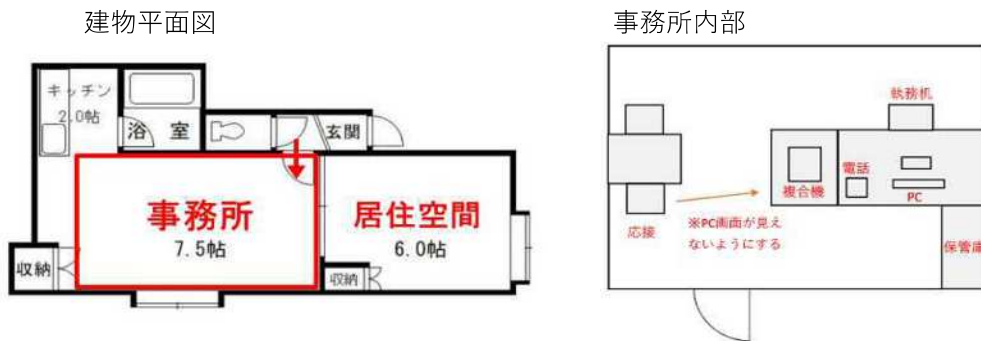 建物平面図
事務所内部
キッチン
2.0帖
浴室
玄関
事務所
7.5帖
居住空間
6.0帖
収納
収納
執務机
電話
複合機
PC
応接
※PC画面が見え
ないようにする
保管庫